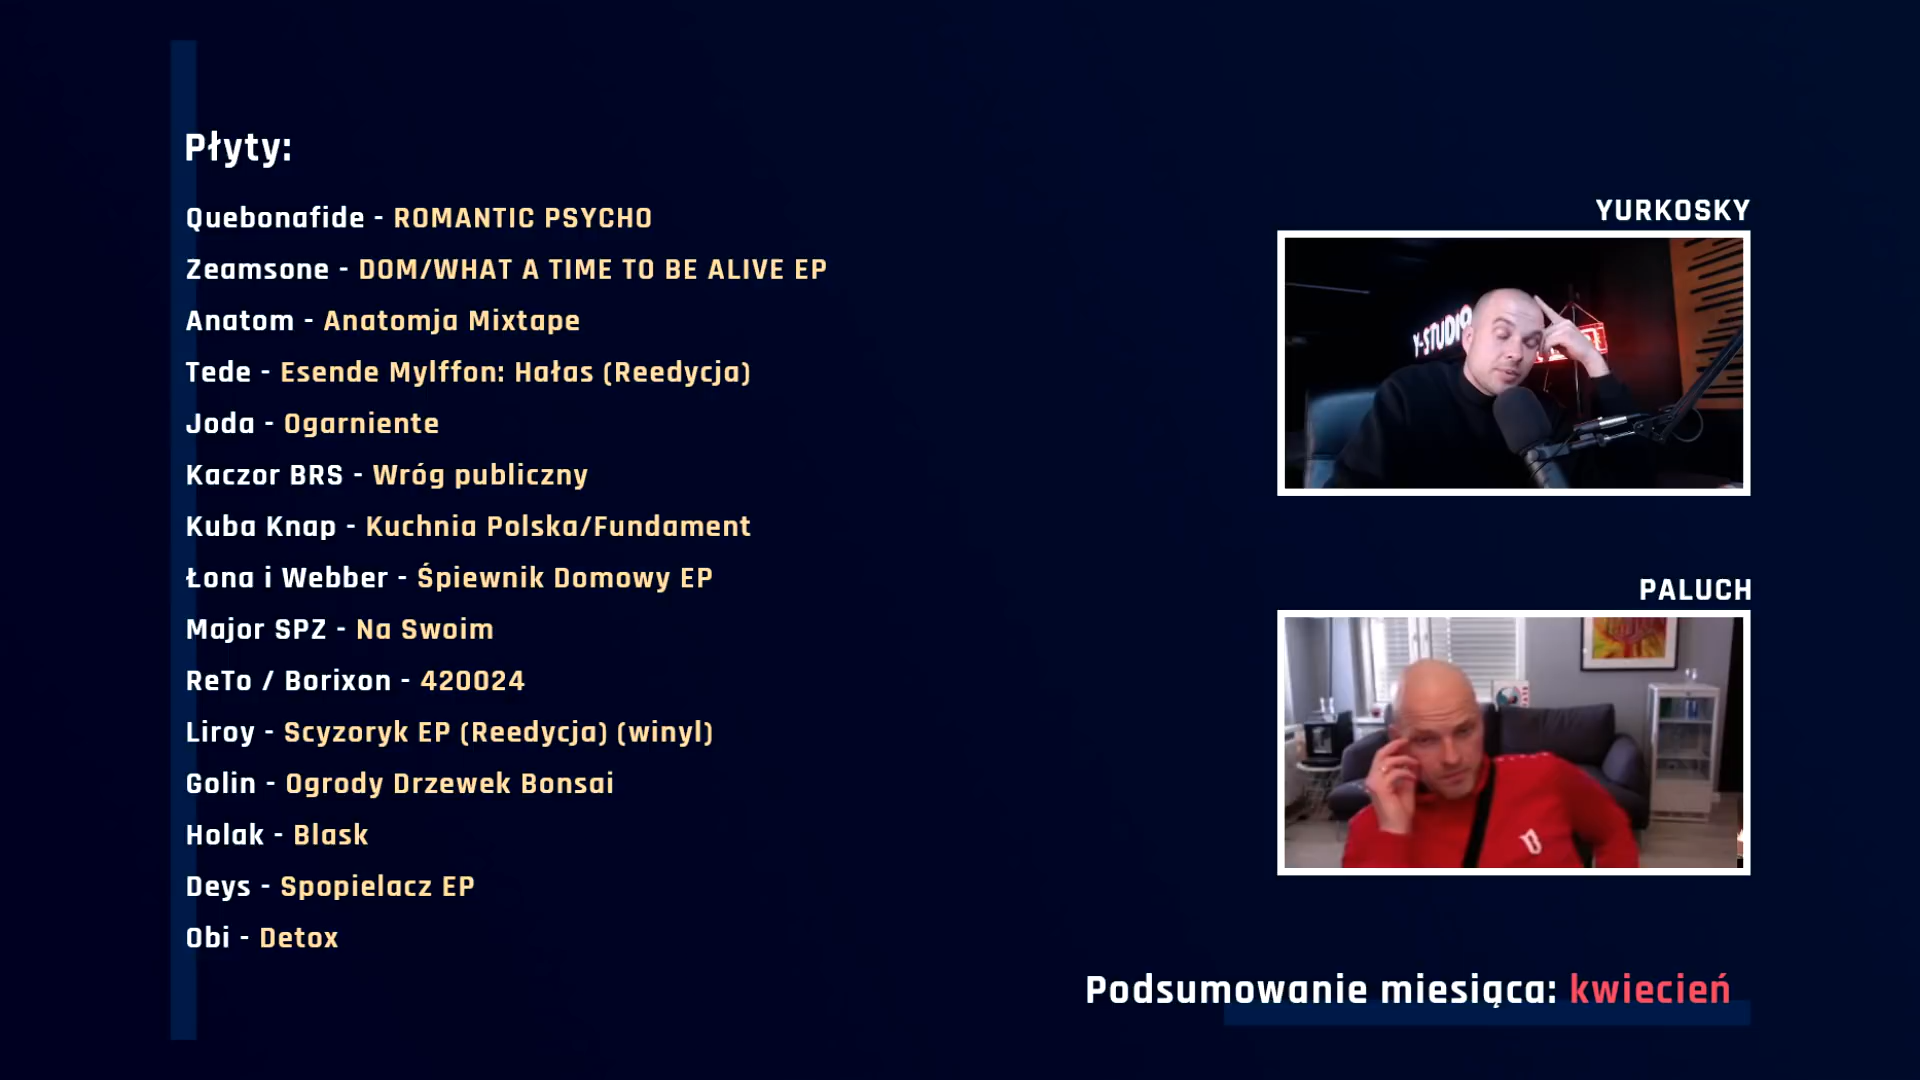 Płyty:
Quebonafide - ROMANTIC PSYCHO
Zeamsone - DOM/WHAT A TIME TO BE ALIVE EP
Anatom - Anatomja Mixtape
Tede - Esende Mylffon: Hałas (Reedycja)
Joda - Ogarniente
Kaczor BRS - Wróg publiczny
Kuba Knap - Kuchnia Polska/Fundament
Łona i Webber - Śpiewnik Domowy EP
Major SPZ - Na Swoim
ReTo / Borixon - 420024
Liroy - Scyzoryk EP (Reedycja) (winyl)
Golin - Ogrody Drzewek Bonsai
Holak - Blask
Deys - Spopielacz EP
Obi - Detox
YURKOSKY
Y-STUDIO
PALUCH
Podsumowanie miesiąca: kwiecień